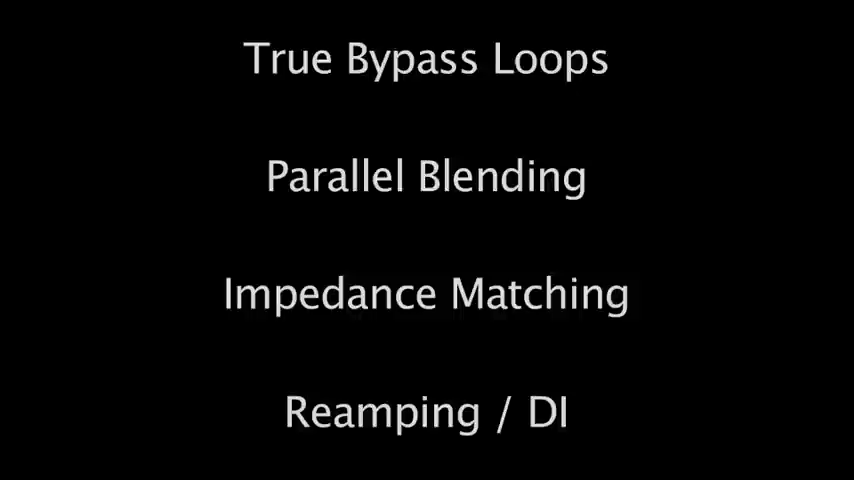 True Bypass Loops
Parallel Blending
Impedance Matching
Reamping / DI